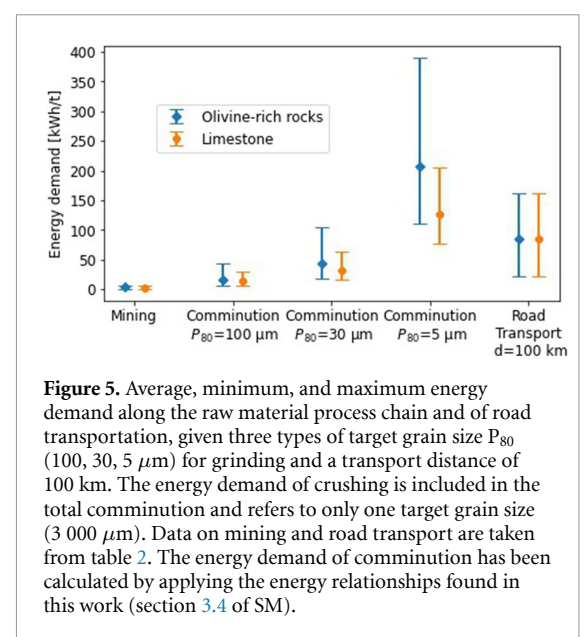 400
350
300
250
200
150
100
50
0
Energy demand [kWh/t]
Olivine-rich rocks
Limestone
Mining Comminution Comminution Comminution Road
P₈₀=100 μm P₈₀=30 μm P₈₀=5 μm Transport
d=100 km
Figure 5. Average, minimum, and maximum energy
demand along the raw material process chain and of road
transportation, given three types of target grain size P₈₀
(100, 30, 5 μm) for grinding and a transport distance of
100 km. The energy demand of crushing is included in the
total comminution and refers to only one target grain size
(3 000 μm). Data on mining and road transport are taken
from table 2. The energy demand of comminution has been
calculated by applying the energy relationships found in
this work (section 3.4 of SM).